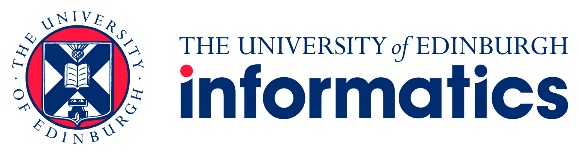 THE UNIVERSITY
OF EDINBURGH
THE UNIVERSITY of EDINBURGH
informatics